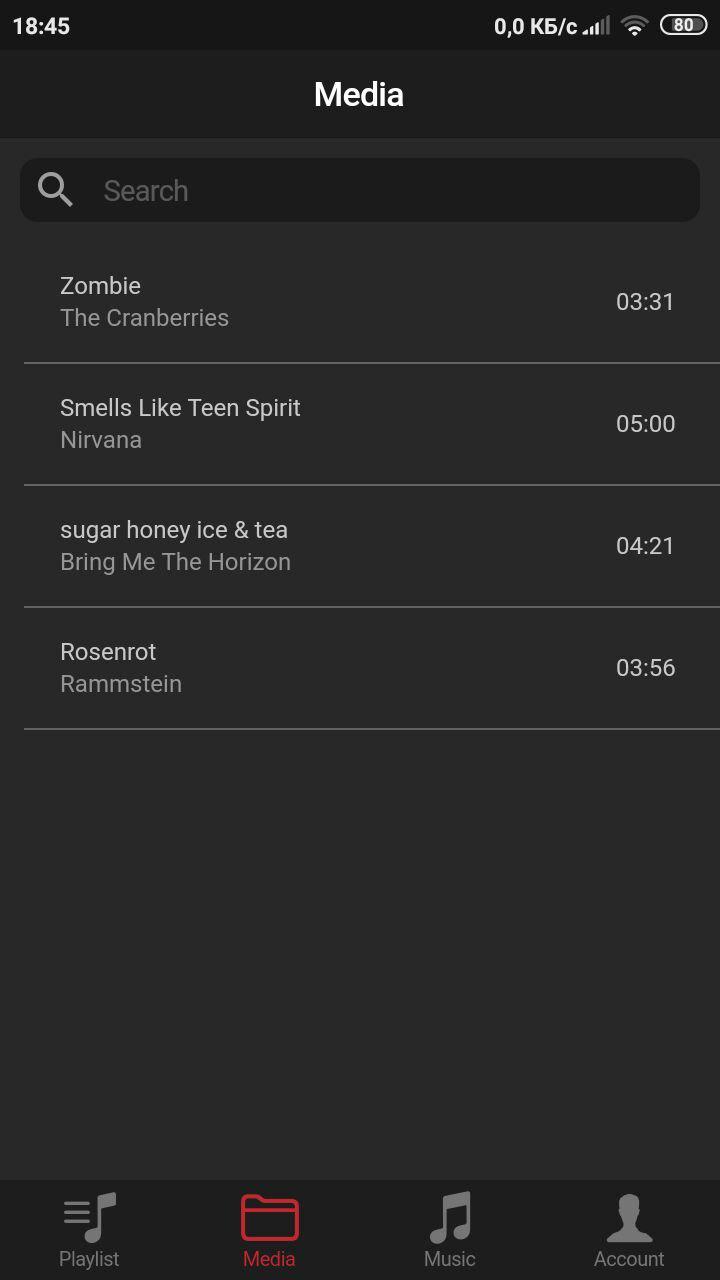 18:45 0,0 КБ/с 80
Media
Search
Zombie
The Cranberries
03:31
Smells Like Teen Spirit
Nirvana
05:00
sugar honey ice & tea
Bring Me The Horizon
04:21
Rosenrot
Rammstein
03:56
Playlist Media Music Account